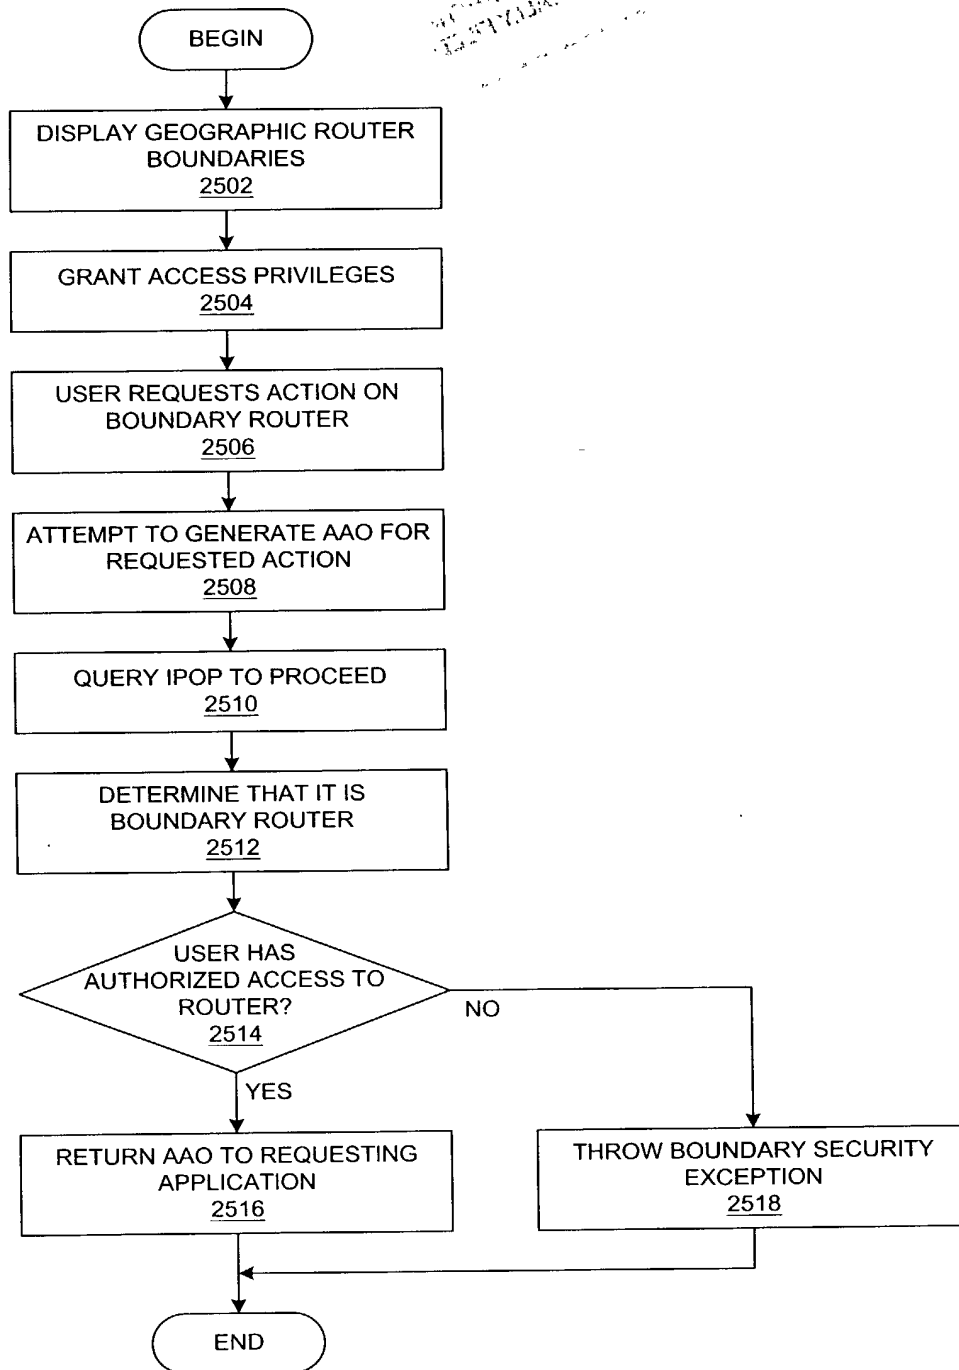 BEGIN
DISPLAY GEOGRAPHIC ROUTER
BOUNDARIES
2502
GRANT ACCESS PRIVILEGES
2504
USER REQUESTS ACTION ON
BOUNDARY ROUTER
2506
ATTEMPT TO GENERATE AAO FOR
REQUESTED ACTION
2508
QUERY IPOP TO PROCEED
2510
DETERMINE THAT IT IS
BOUNDARY ROUTER
2512
USER HAS
AUTHORIZED ACCESS TO
ROUTER?
2514
NO
YES
RETURN AAO TO REQUESTING
APPLICATION
2516
THROW BOUNDARY SECURITY
EXCEPTION
2518
END